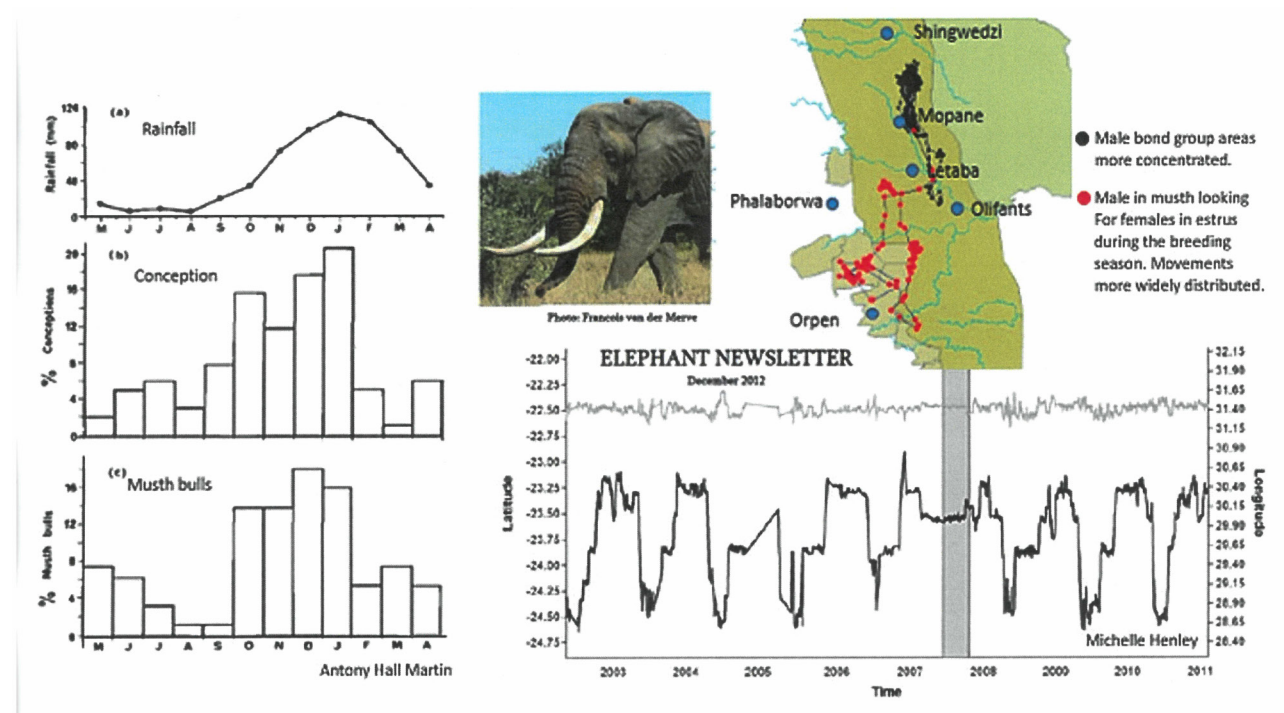 (a)
Rainfall
Rainfall (mm)
120
80
40
0
M J J A S O N D J F M A
(b)
Conception
% Conceptions
20
16
12
8
4
0
(c)
Musth bulls
% Musth bulls
16
12
8
4
0
M J J A S O N D J F M A
Antony Hall Martin
Photo: Francois van der Merve
Shingwedzi
Mopane
Letaba
Phalaborwa
Olifants
Orpen
Male bond group areas
more concentrated.
Male in musth looking
For females in estrus
during the breeding
season. Movements
more widely distributed.
ELEPHANT NEWSLETTER
December 2012
Latitude
-22.00
-22.25
-22.50
-22.75
-23.00
-23.25
-23.50
-23.75
-24.00
-24.25
-24.50
-24.75
Longitude
32.15
31.90
31.65
31.40
31.15
30.90
30.65
30.40
30.15
29.90
29.65
29.40
29.15
28.90
28.65
28.40
Michelle Henley
2003 2004 2005 2006 2007 2008 2009 2010 2011
Time